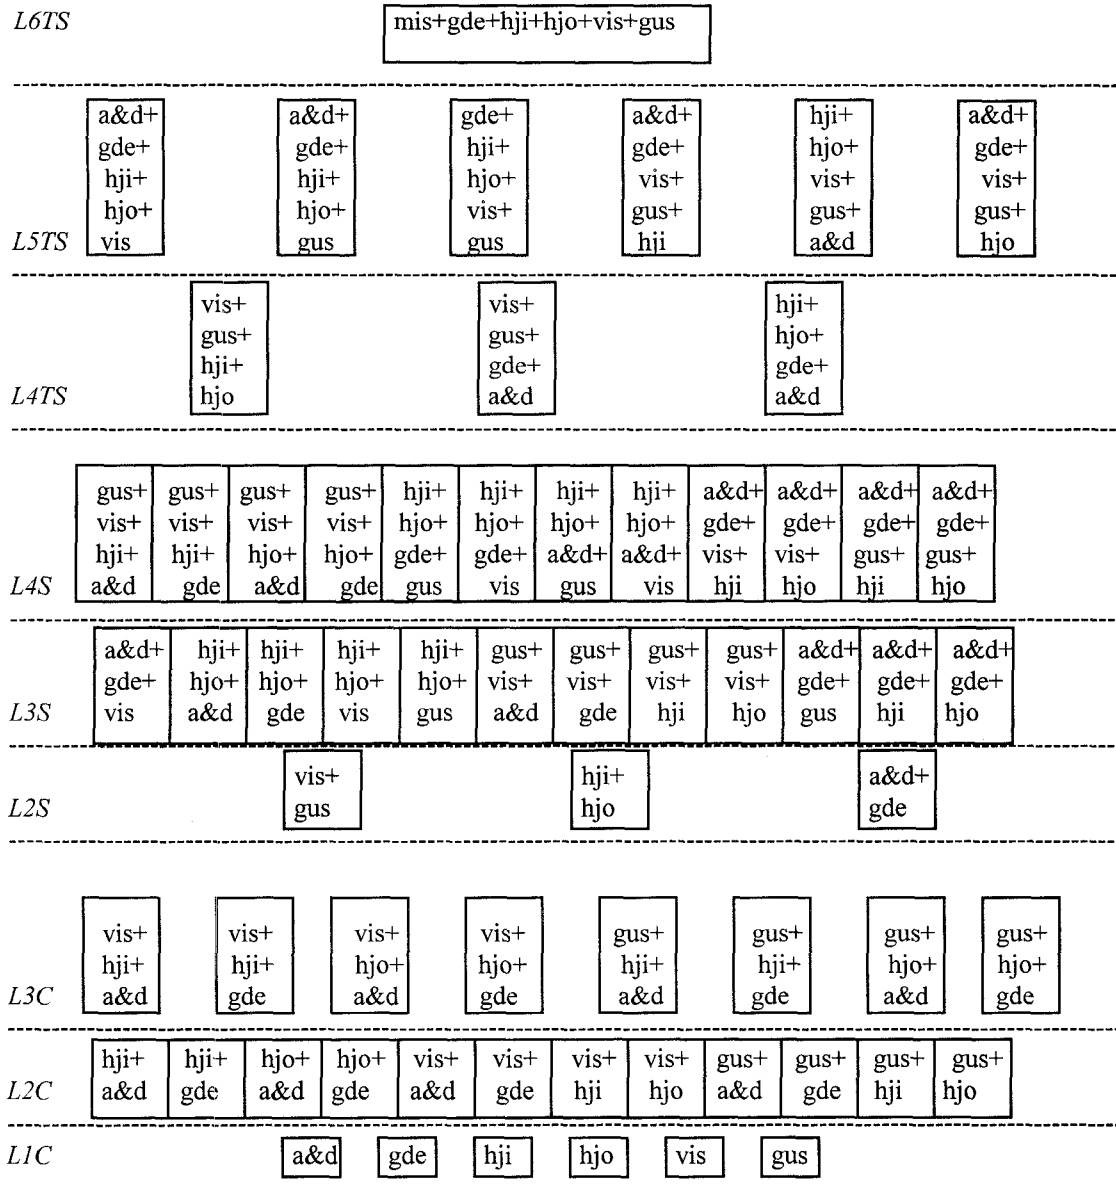 L6TS mis+gde+hji+hjo+vis+gus
a&d+ a&d+ gde+ a&d+ hji+ a&d+
gde+ gde+ hji+ gde+ hjo+ gde+
hji+ hji+ hjo+ vis+ vis+ vis+
hjo+ hjo+ vis+ gus+ gus+ gus+
L5TS vis gus gus hji a&d hjo
vis+ vis+ hji+
gus+ gus+ hjo+
hji+ gde+ gde+
L4TS hjo a&d a&d
gus+ gus+ gus+ gus+ hji+ hji+ hji+ hji+ a&d+ a&d+ a&d+ a&d+
vis+ vis+ vis+ vis+ hjo+ hjo+ hjo+ hjo+ gde+ gde+ gde+ gde+
hji+ hji+ hjo+ hjo+ gde+ gde+ a&d+ a&d+ vis+ vis+ gus+ gus+
L4S a&d gde a&d gde gus vis gus vis hji hjo hji hjo
a&d+ hji+ hji+ hji+ hji+ gus+ gus+ gus+ gus+ a&d+ a&d+ a&d+
gde+ hjo+ hjo+ hjo+ hjo+ vis+ vis+ vis+ vis+ gde+ gde+ gde+
L3S vis a&d gde vis gus a&d gde hji hjo gus hji hjo
vis+ hji+ a&d+
L2S gus hjo gde
vis+ vis+ vis+ vis+ gus+ gus+ gus+ gus+
hji+ hji+ hjo+ hjo+ hji+ hji+ hjo+ hjo+
L3C a&d gde a&d gde a&d gde a&d gde
hji+ hji+ hjo+ hjo+ vis+ vis+ vis+ vis+ gus+ gus+ gus+ gus+
L2C a&d gde a&d gde a&d gde hji hjo a&d gde hji hjo
L1C a&d gde hji hjo vis gus